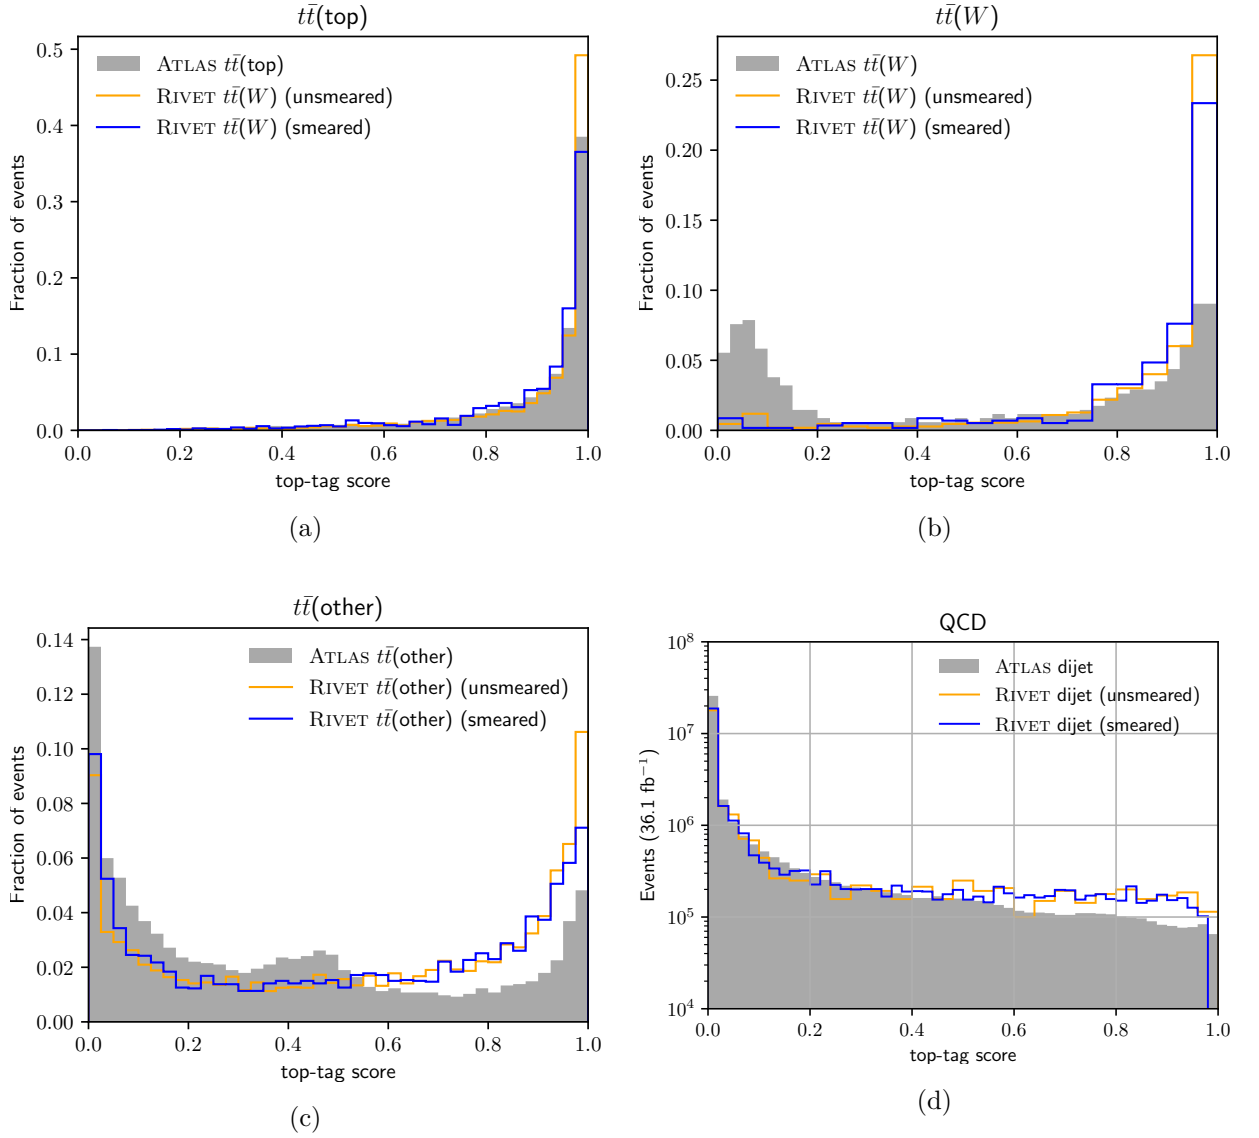 tt̄(top)
0.5
0.4
0.3
0.2
0.1
0.0
Fraction of events
ATLAS tt̄(top)
RIVET tt̄(W) (unsmeared)
RIVET tt̄(W) (smeared)
0.0 0.2 0.4 0.6 0.8 1.0
top-tag score
(a)
tt̄(W)
0.25
0.20
0.15
0.10
0.05
0.00
Fraction of events
ATLAS tt̄(W)
RIVET tt̄(W) (unsmeared)
RIVET tt̄(W) (smeared)
0.0 0.2 0.4 0.6 0.8 1.0
top-tag score
(b)
tt̄(other)
0.14
0.12
0.10
0.08
0.06
0.04
0.02
0.00
Fraction of events
ATLAS tt̄(other)
RIVET tt̄(other) (unsmeared)
RIVET tt̄(other) (smeared)
0.0 0.2 0.4 0.6 0.8 1.0
top-tag score
(c)
QCD
10⁸
10⁷
10⁶
10⁵
10⁴
Events (36.1 fb⁻¹)
ATLAS dijet
RIVET dijet (unsmeared)
RIVET dijet (smeared)
0.0 0.2 0.4 0.6 0.8 1.0
top-tag score
(d)